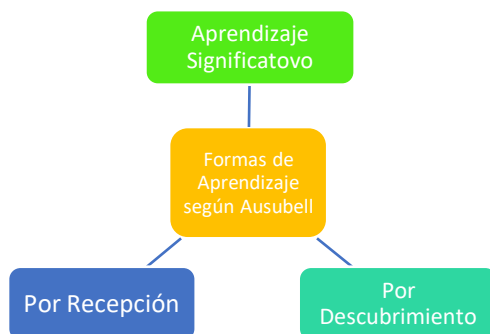 Aprendizaje
Significatovo
Formas de
Aprendizaje
según Ausubell
Por Recepción
Por
Descubrimiento